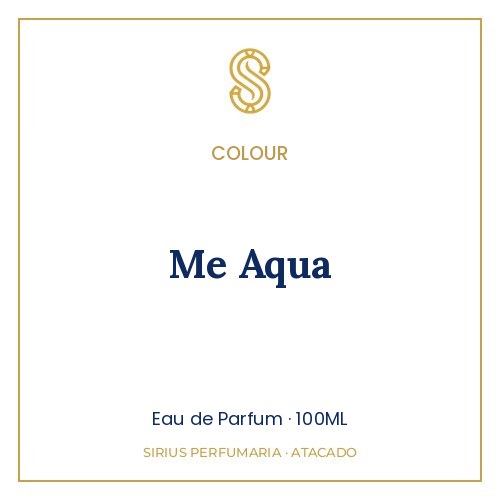 COLOUR
Me Aqua
Eau de Parfum · 100ML
SIRIUS PERFUMARIA · ATACADO